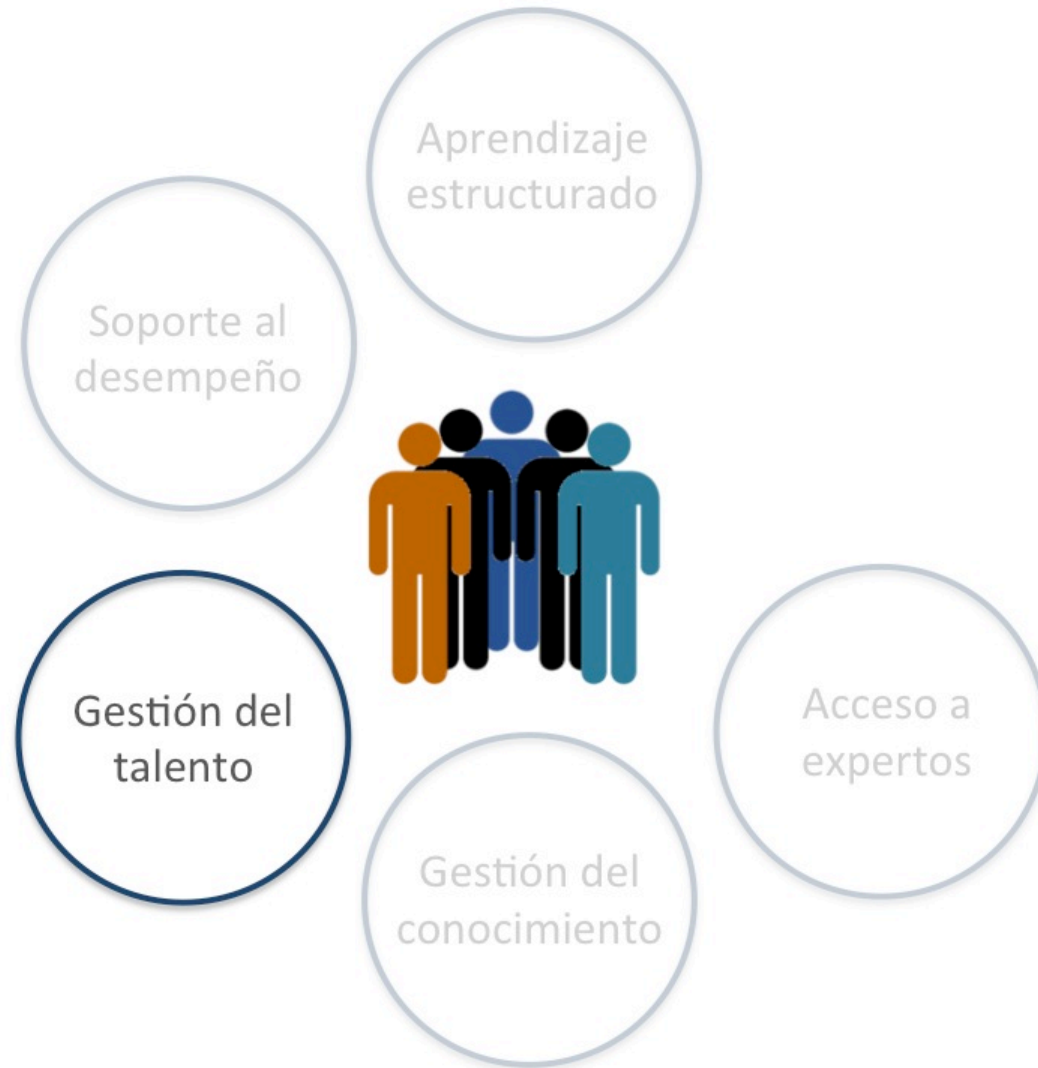 Aprendizaje
estructurado
Soporte al
desempeño
Gestión del
talento
Acceso a
expertos
Gestión del
conocimiento